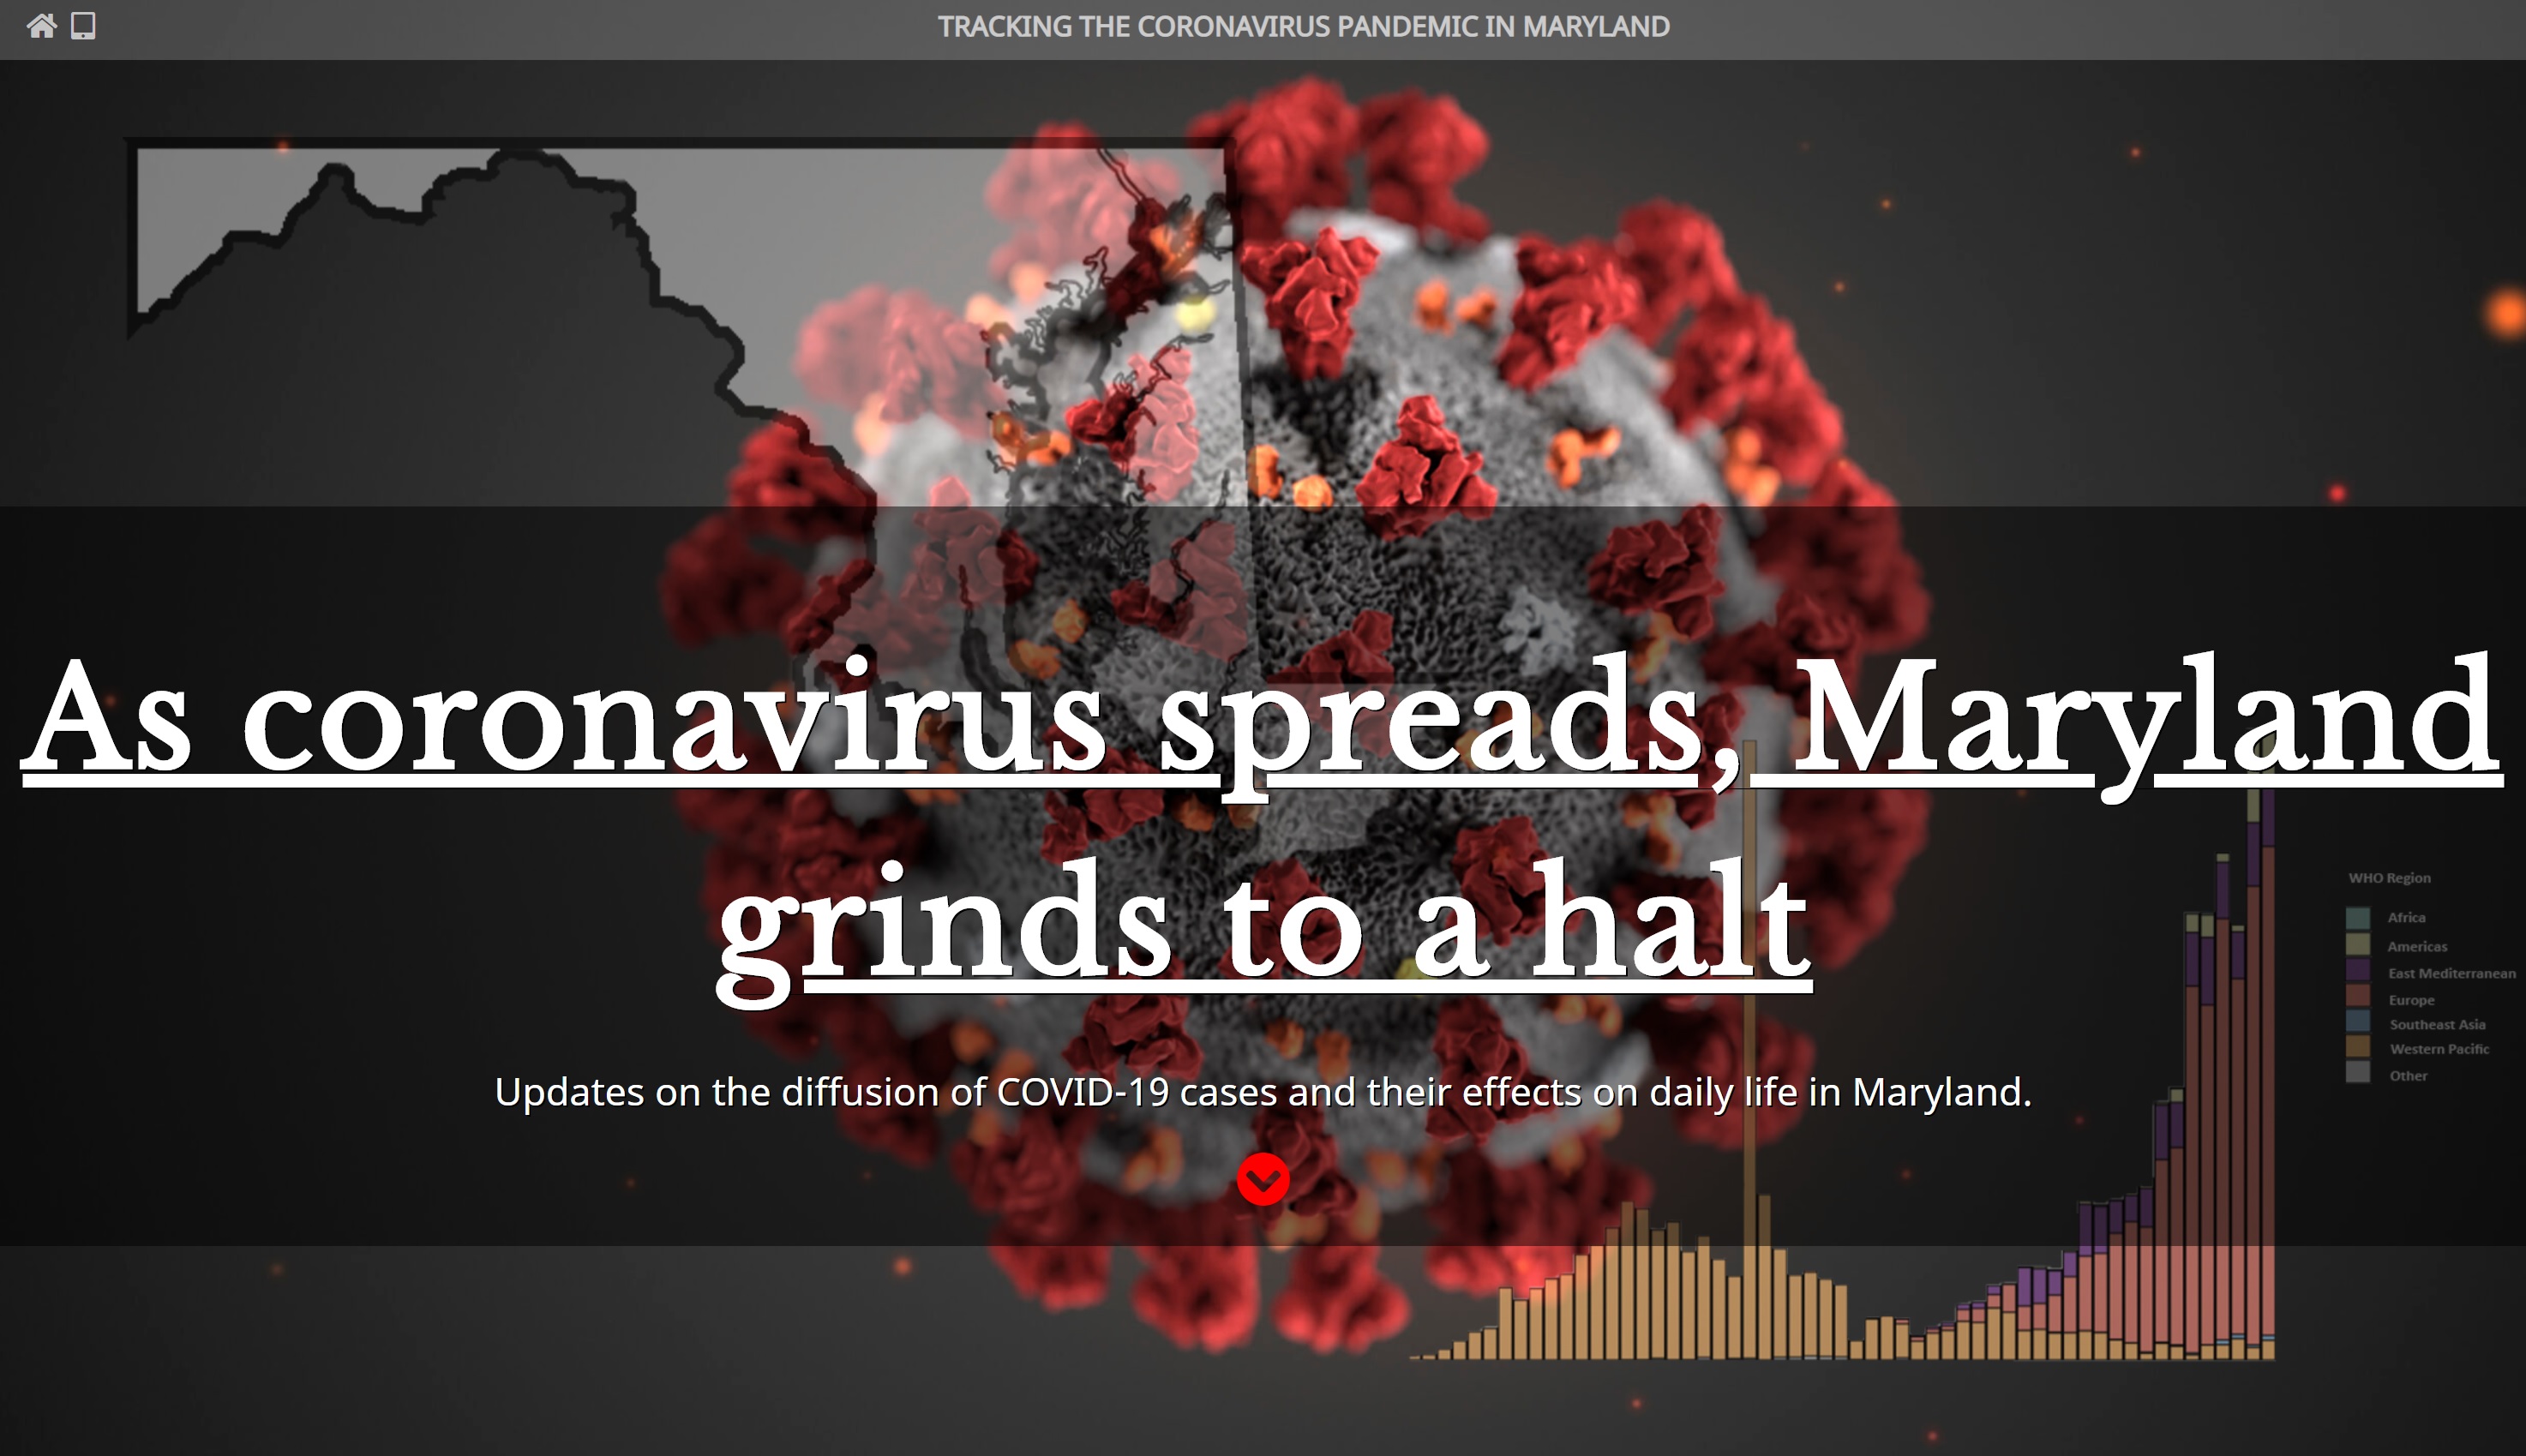 TRACKING THE CORONAVIRUS PANDEMIC IN MARYLAND
As coronavirus spreads, Maryland
grinds to a halt
Updates on the diffusion of COVID-19 cases and their effects on daily life in Maryland.
WHO Region
Africa
Americas
East Mediterranean
Europe
Southeast Asia
Western Pacific
Other